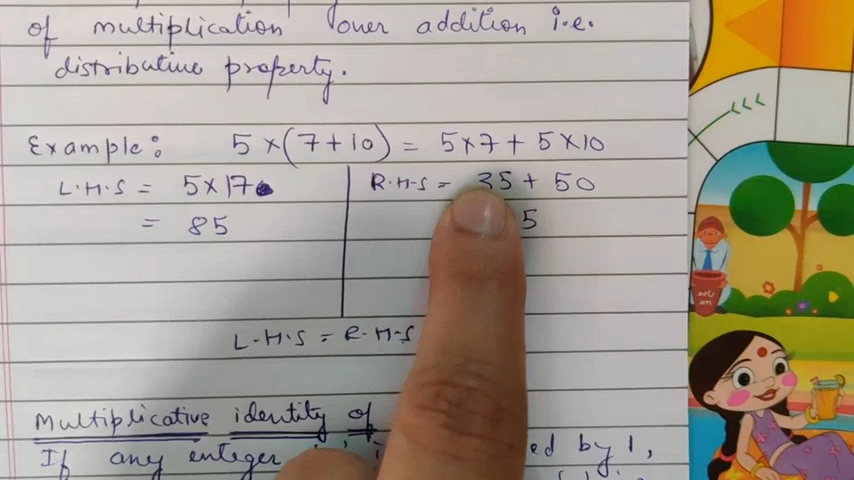 of multiplication over addition i.e.
distributive property.
Example: 5×(7+10) = 5×7 + 5×10
L.H.S = 5×17
= 85
R.H.S = 35 + 50
5
L.H.S = R.H.S
Multiplicative identity of
If any integer ed by 1,